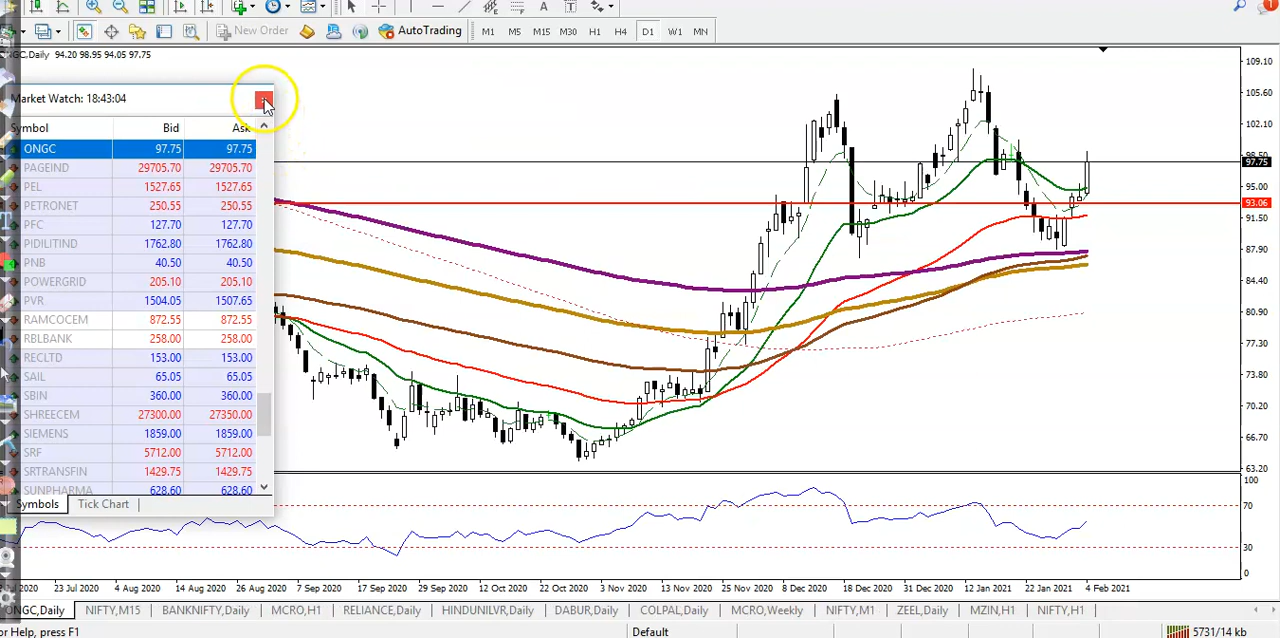 New Order
AutoTrading
M1 M5 M15 M30 H1 H4 D1 W1 MN
GC,Daily 94.20 98.95 94.05 97.75
Market Watch: 18:43:04
Symbol Bid Ask
ONGC 97.75 97.75
PAGEIND 29705.70 29705.70
PEL 1527.65 1527.65
PETRONET 250.55 250.55
PFC 127.70 127.70
PIDILITIND 1762.80 1762.80
PNB 40.50 40.50
POWERGRID 205.10 205.10
PVR 1504.05 1507.65
RAMCOCEM 872.55 872.55
RBLBANK 258.00 258.00
RECLTD 153.00 153.00
SAIL 65.05 65.05
SBIN 360.00 360.00
SHREECEM 27300.00 27350.00
SIEMENS 1859.00 1859.00
SRF 5712.00 5712.00
SRTRANSFIN 1429.75 1429.75
SUNPHARMA 628.60 628.60
Symbols Tick Chart
109.10
105.60
102.10
98.50
97.75
95.00
93.06
91.50
87.90
84.40
80.90
77.30
73.80
70.20
66.70
63.20
100
70
30
0
Jul 2020 23 Jul 2020 4 Aug 2020 14 Aug 2020 26 Aug 2020 7 Sep 2020 17 Sep 2020 29 Sep 2020 12 Oct 2020 22 Oct 2020 3 Nov 2020 13 Nov 2020 25 Nov 2020 8 Dec 2020 18 Dec 2020 31 Dec 2020 12 Jan 2021 22 Jan 2021 4 Feb 2021
ONGC,Daily NIFTY,M15 BANKNIFTY,Daily MCRO,H1 RELIANCE,Daily HINDUNILVR,Daily DABUR,Daily COLPAL,Daily MCRO,Weekly NIFTY,M1 ZEEL,Daily MZIN,H1 NIFTY,H1
or Help, press F1 Default 5731/14 kb